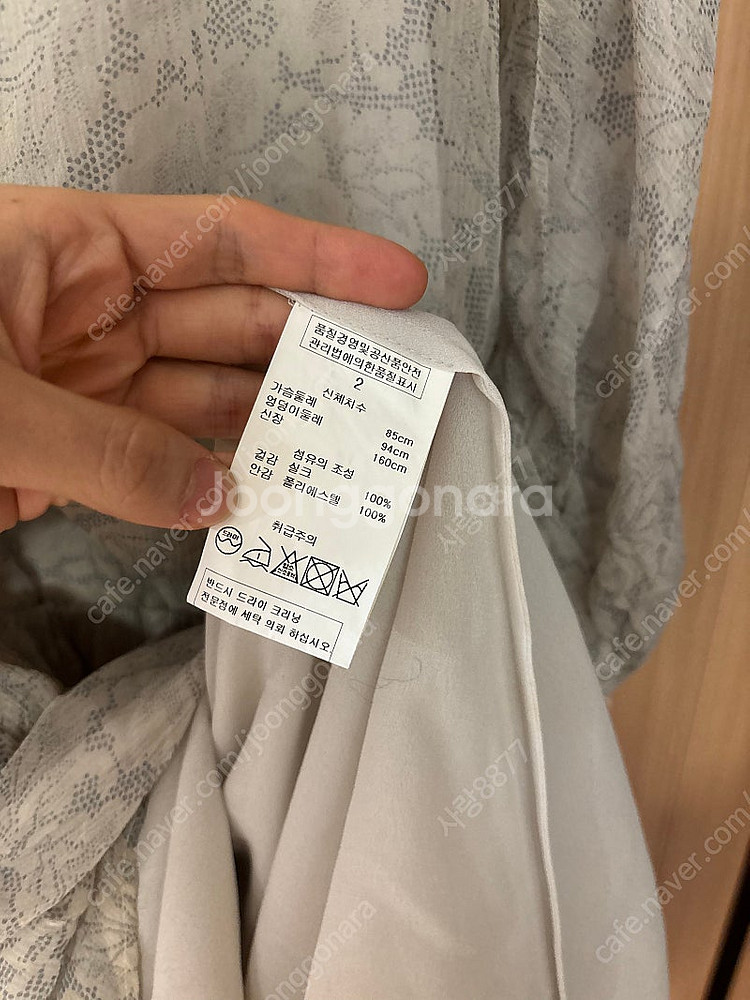 품질경영및공산품안전
관리법에의한품질표시
2
신체치수
가슴둘레 85cm
엉덩이둘레 94cm
신장 160cm
섬유의 조성
겉감 실크 100%
안감 폴리에스텔 100%
취급주의
드라이
반드시 드라이 크리닝
전문점에 세탁 의뢰 하십시오.
Joonggonara
cafe.naver.com/joonggonara
사랑8877